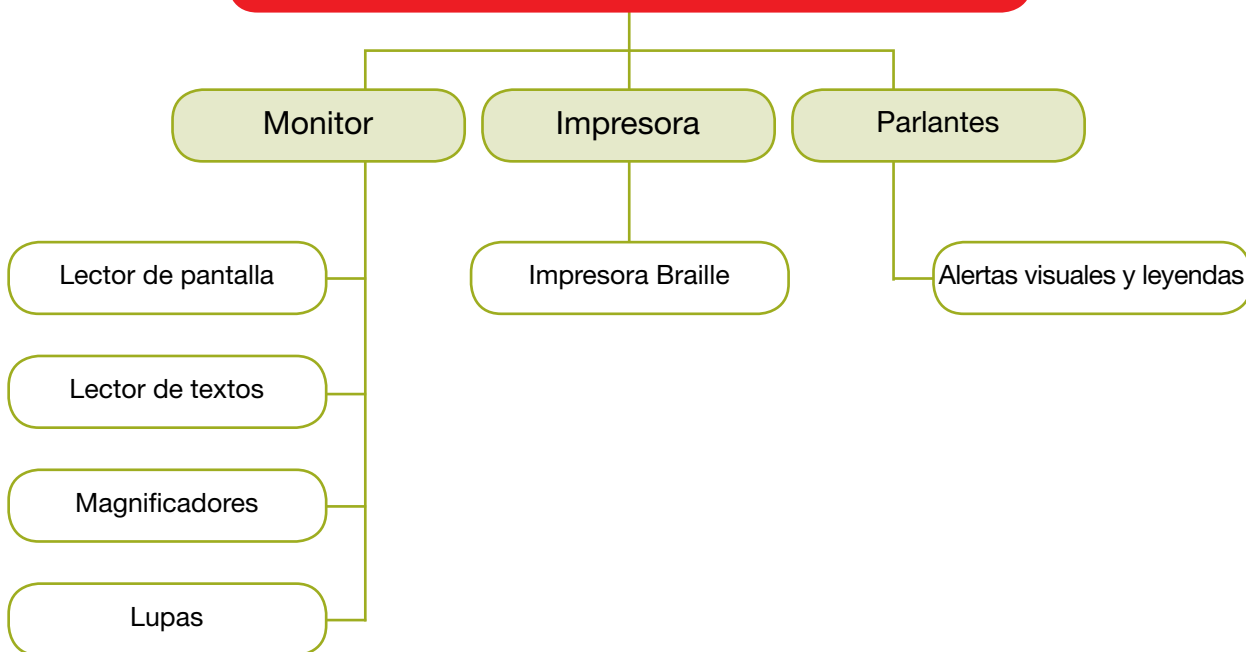 Monitor
Impresora
Parlantes
Lector de pantalla
Impresora Braille
Alertas visuales y leyendas
Lector de textos
Magnificadores
Lupas